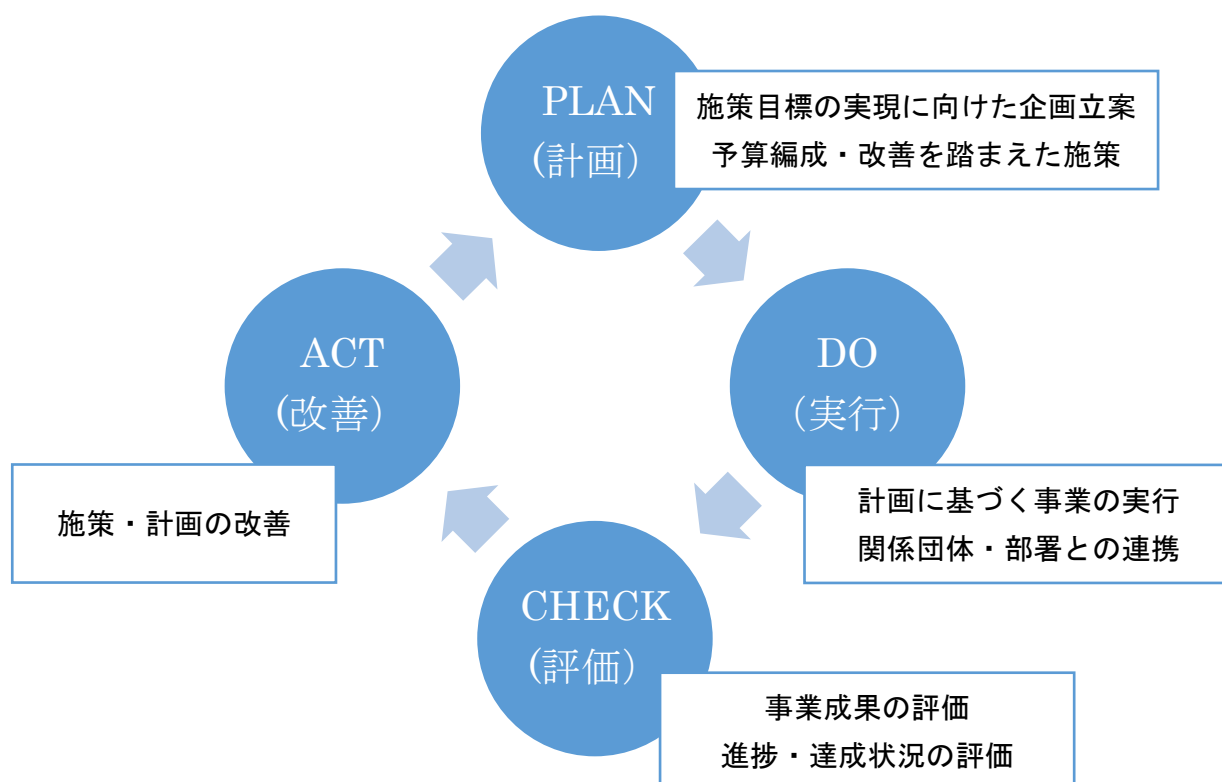 PLAN
(計画)
施策目標の実現に向けた企画立案
予算編成・改善を踏まえた施策
DO
(実行)
計画に基づく事業の実行
関係団体・部署との連携
CHECK
(評価)
事業成果の評価
進捗・達成状況の評価
ACT
(改善)
施策・計画の改善